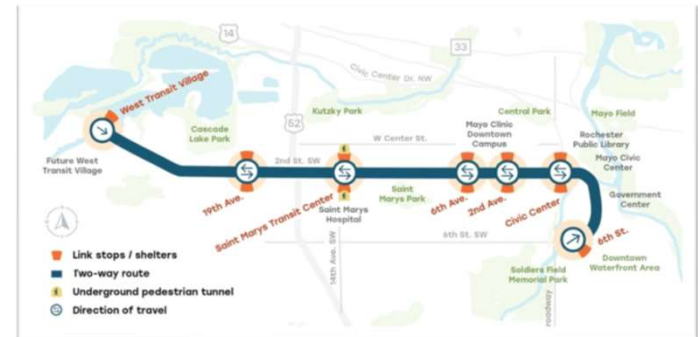 14
33
Civic Center Dr. NW
West Transit Village
Kutzky Park
Central Park
Mayo Field
52
Cascade
Lake Park
W Center St.
Mayo Clinic
Downtown
Campus
Rochester
Public Library
Mayo Civic
Center
Future West
Transit Village
2nd St. SW
Government
Center
19th Ave.
Saint Marys Transit Center
Saint Marys
Hospital
Saint
Marys Park
6th Ave.
2nd Ave.
Civic Center
6th St.
6th St. SW
14th Ave. SW
Downtown
Waterfront Area
Soldiers Field
Memorial Park
roadway
Link stops / shelters
Two-way route
Underground pedestrian tunnel
Direction of travel